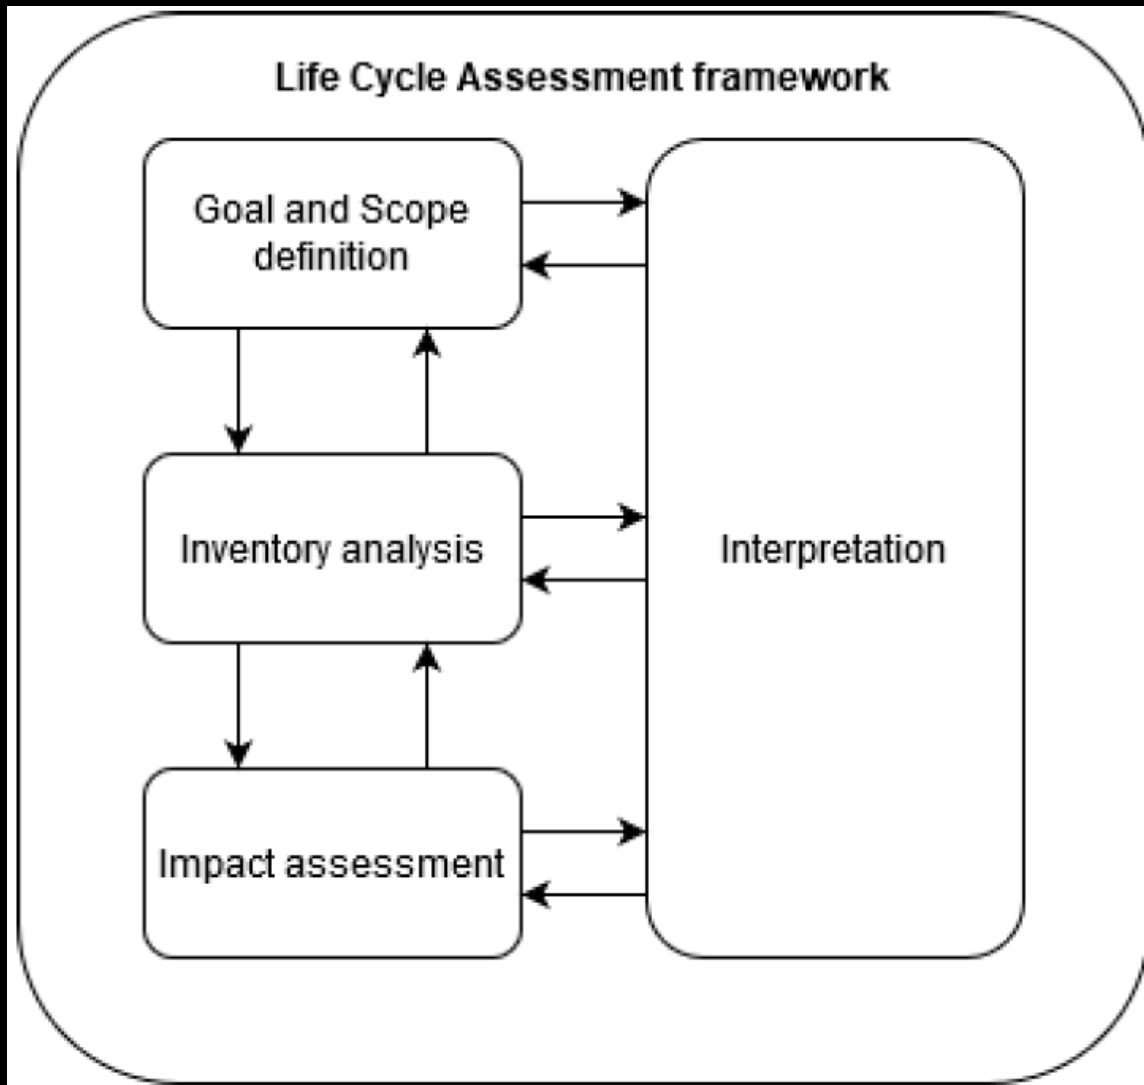 Life Cycle Assessment framework
Goal and Scope
definition
Inventory analysis
Interpretation
Impact assessment